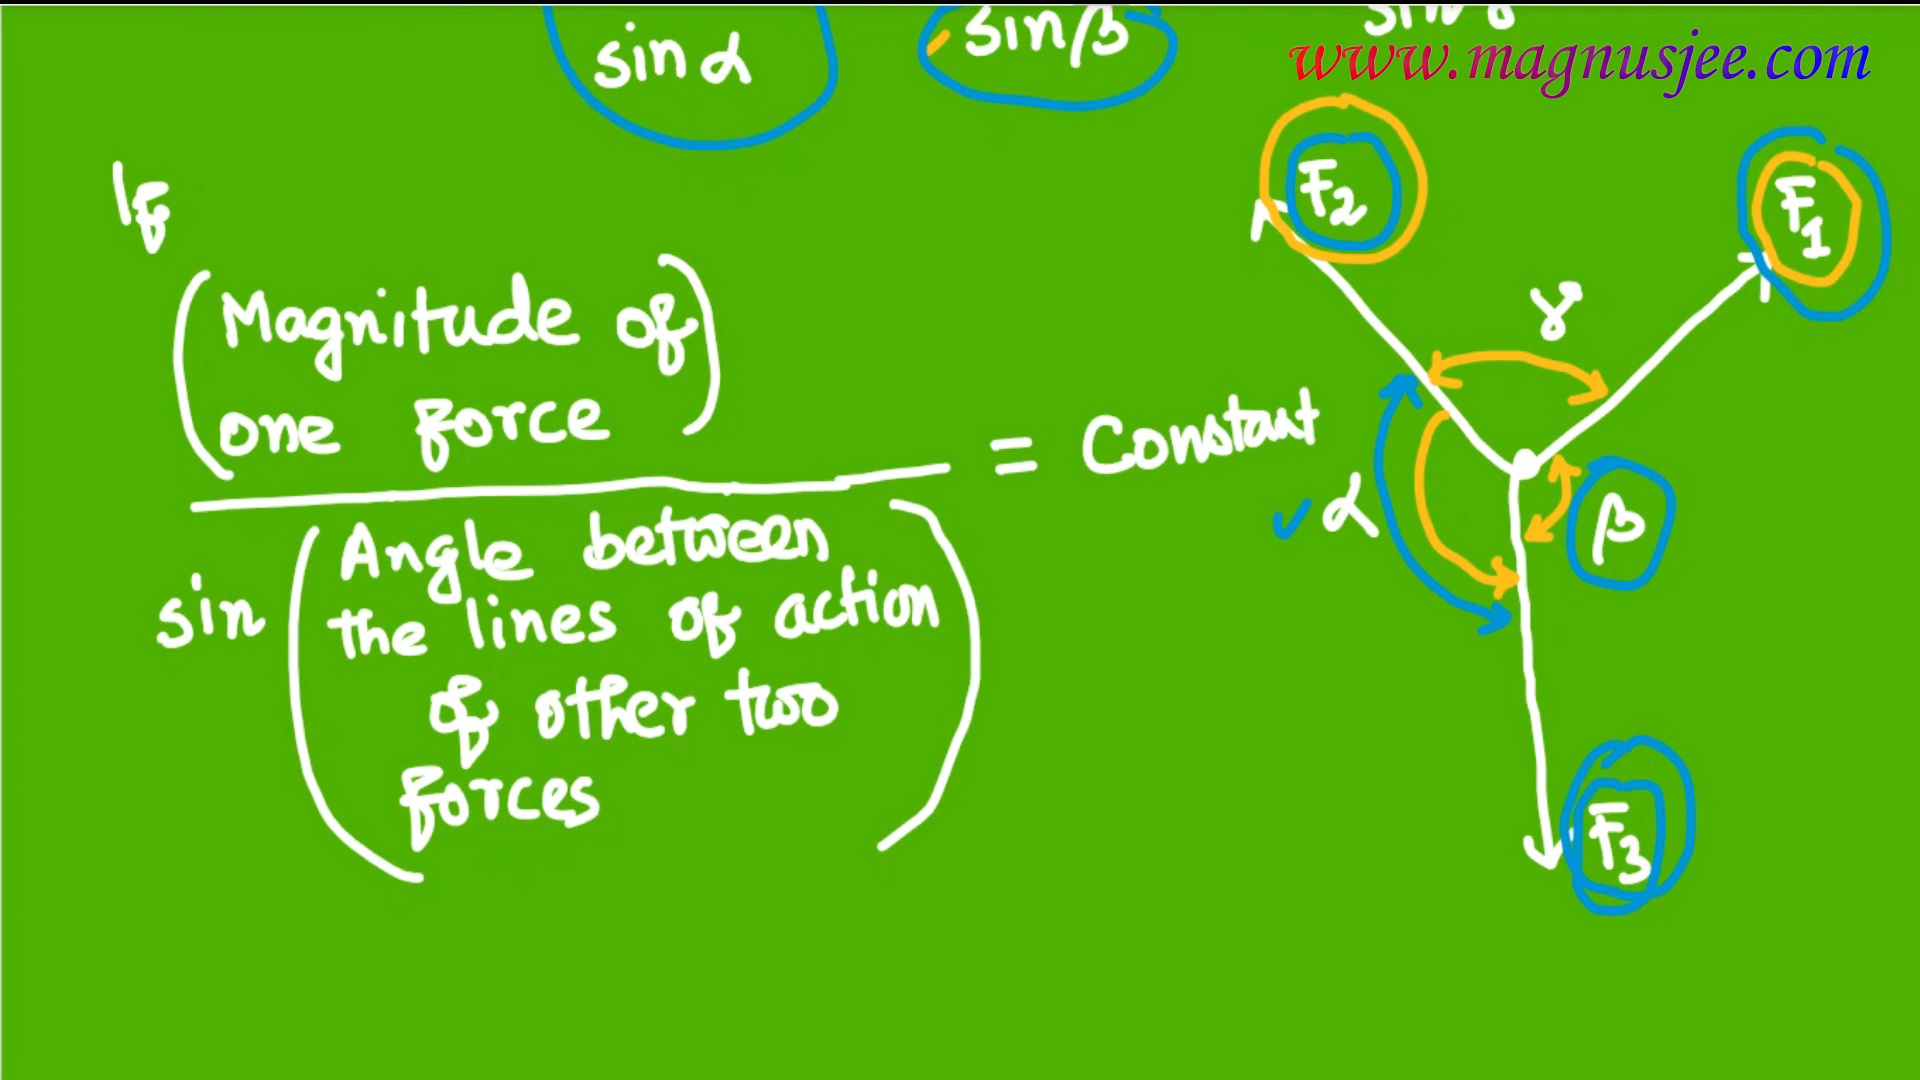 sin α
sin β
sin γ
www.magnusjee.com
If
(Magnitude of
one force)
= Constant
sin (Angle between
the lines of action
of other two
forces)
F2
F1
γ
α
β
F3